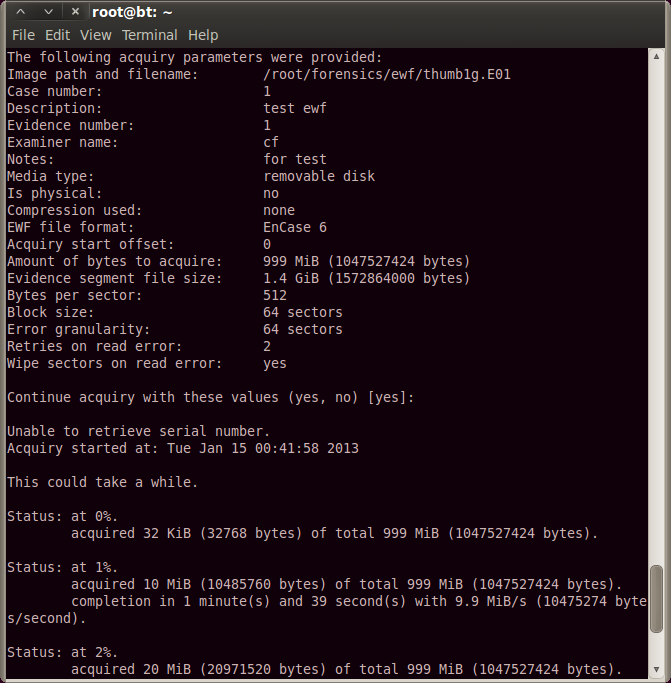 root@bt: ~
File Edit View Terminal Help
The following acquiry parameters were provided:
Image path and filename: /root/forensics/ewf/thumb1g.E01
Case number: 1
Description: test ewf
Evidence number: 1
Examiner name: cf
Notes: for test
Media type: removable disk
Is physical: no
Compression used: none
EWF file format: EnCase 6
Acquiry start offset: 0
Amount of bytes to acquire: 999 MiB (1047527424 bytes)
Evidence segment file size: 1.4 GiB (1572864000 bytes)
Bytes per sector: 512
Block size: 64 sectors
Error granularity: 64 sectors
Retries on read error: 2
Wipe sectors on read error: yes
Continue acquiry with these values (yes, no) [yes]:
Unable to retrieve serial number.
Acquiry started at: Tue Jan 15 00:41:58 2013
This could take a while.
Status: at 0%.
acquired 32 KiB (32768 bytes) of total 999 MiB (1047527424 bytes).
Status: at 1%.
acquired 10 MiB (10485760 bytes) of total 999 MiB (1047527424 bytes).
completion in 1 minute(s) and 39 second(s) with 9.9 MiB/s (10475274 byte
s/second).
Status: at 2%.
acquired 20 MiB (20971520 bytes) of total 999 MiB (1047527424 bytes).